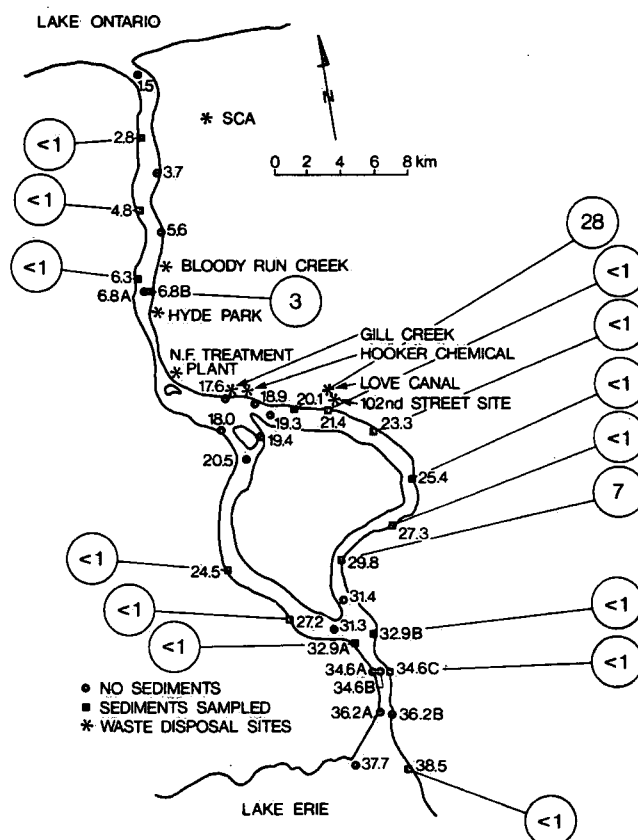 LAKE ONTARIO
1.5
* SCA
N
<1
2.8
0 2 4 6 8 km
3.7
<1
4.8
28
5.6
<1
<1
* BLOODY RUN CREEK
6.3
6.8A
6.8B
3
* HYDE PARK
<1
GILL CREEK
HOOKER CHEMICAL
N.F. TREATMENT
* PLANT
LOVE CANAL
17.6
18.9
20.1
* 102nd STREET SITE
<1
19.3
21.4
18.0
19.4
23.3
<1
20.5
25.4
7
27.3
29.8
<1
24.5
31.4
<1
<1
27.2
31.3
32.9B
<1
32.9A
34.6A
34.6C
<1
34.6B
NO SEDIMENTS
SEDIMENTS SAMPLED
* WASTE DISPOSAL SITES
36.2A
36.2B
37.7
38.5
LAKE ERIE
<1